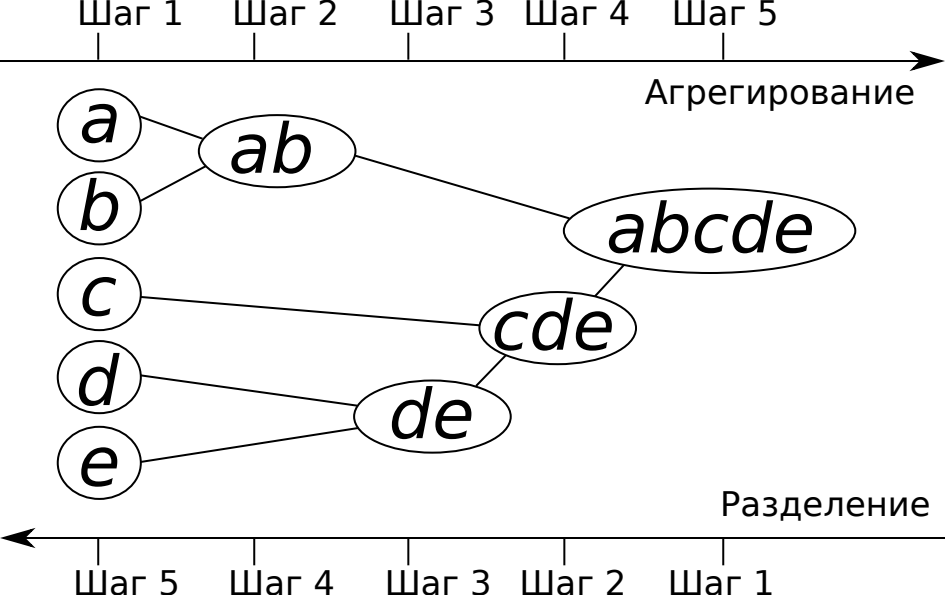 Шаг 1 Шаг 2 Шаг 3 Шаг 4 Шаг 5
Агрегирование
a
ab
b
abcde
c
cde
d
de
e
Разделение
Шаг 5 Шаг 4 Шаг 3 Шаг 2 Шаг 1